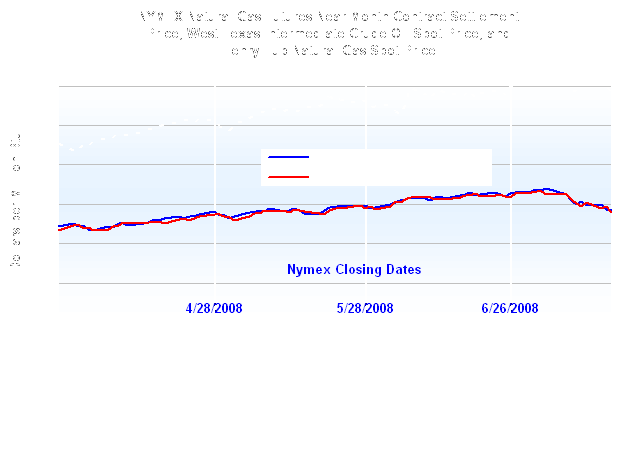 NYMEX Natural Gas Futures Near Month Contract Settlement
Price, West Texas Intermediate Crude Oil Spot Price, and
Henry Hub Natural Gas Spot Price
Nymex Closing Dates
4/28/2008 5/28/2008 6/26/2008